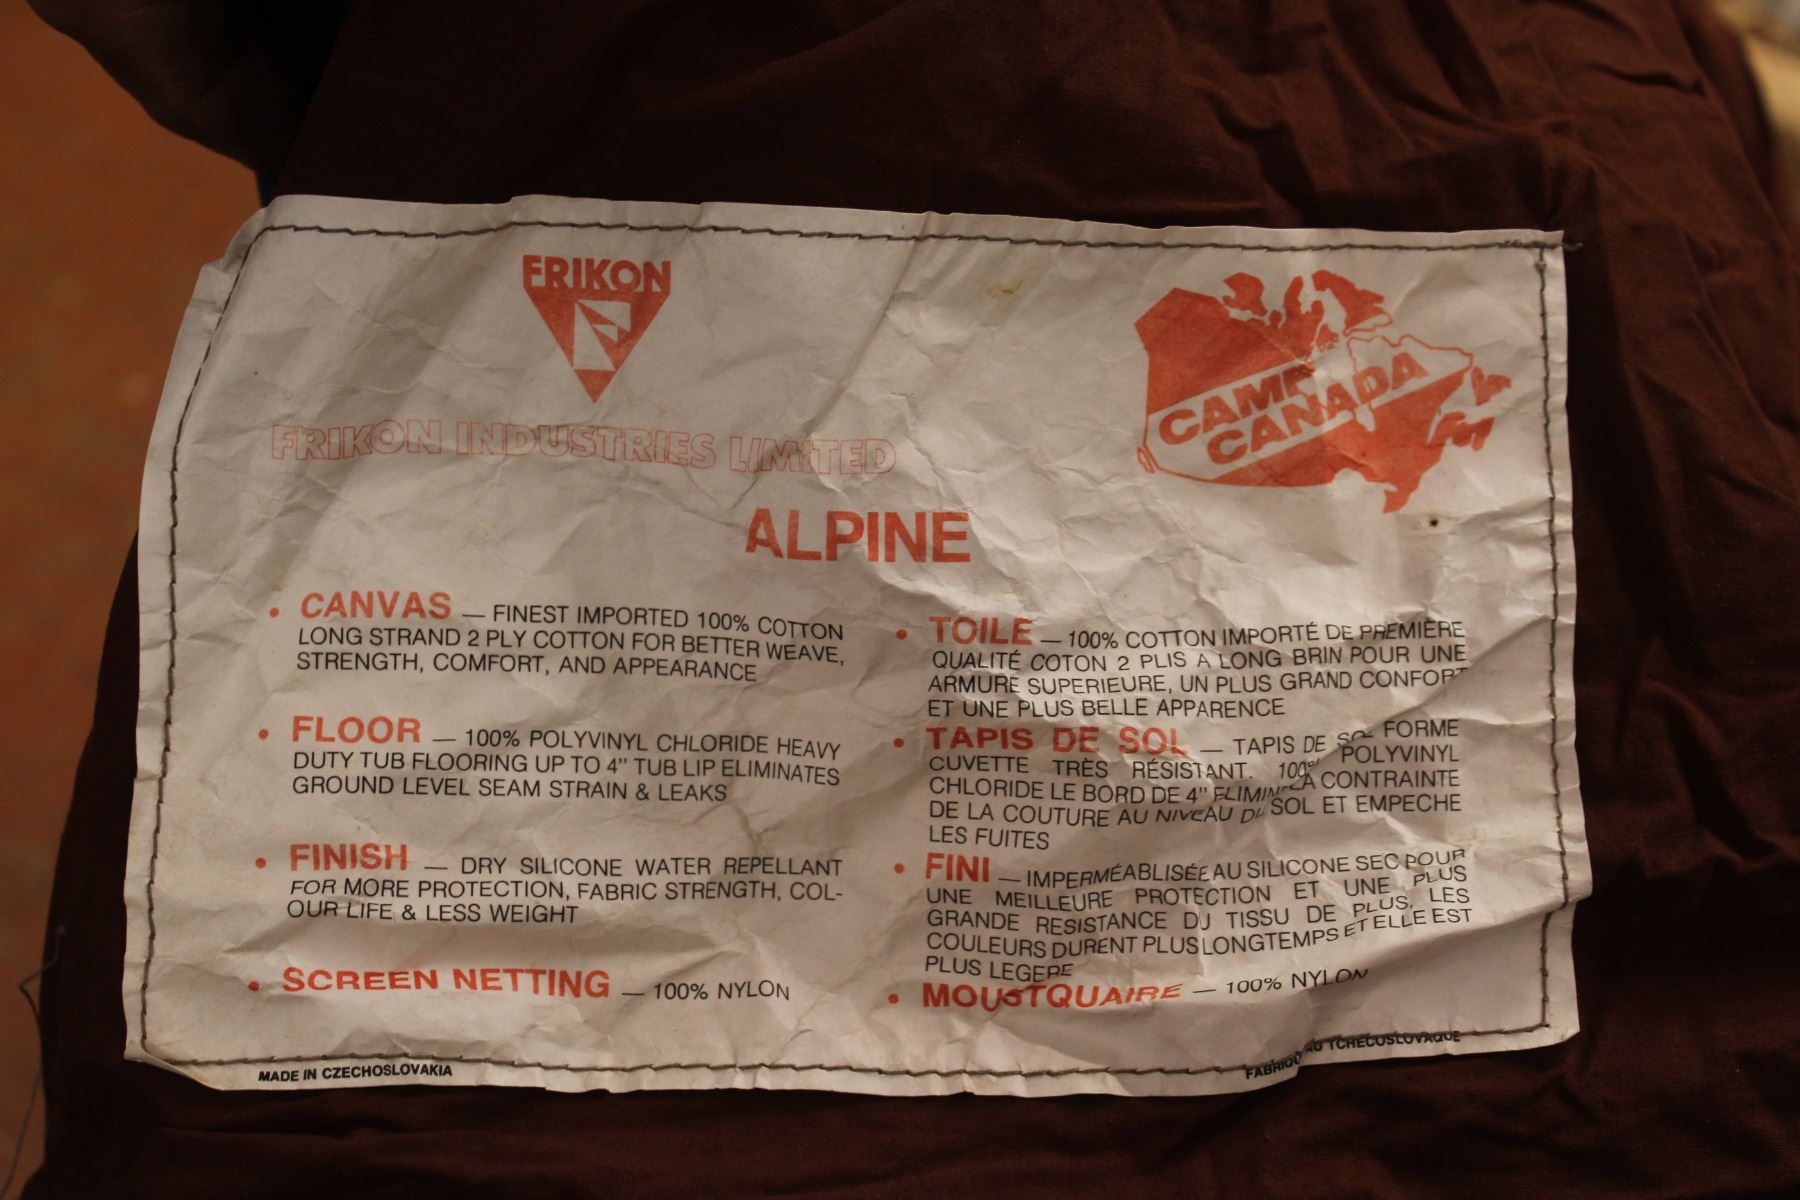 FRIKON
CAMP
CANADA
FRIKON INDUSTRIES LIMITED
ALPINE
• CANVAS — FINEST IMPORTED 100% COTTON
LONG STRAND 2 PLY COTTON FOR BETTER WEAVE,
STRENGTH, COMFORT, AND APPEARANCE
• FLOOR — 100% POLYVINYL CHLORIDE HEAVY
DUTY TUB FLOORING UP TO 4" TUB LIP ELIMINATES
GROUND LEVEL SEAM STRAIN & LEAKS
• FINISH — DRY SILICONE WATER REPELLANT
FOR MORE PROTECTION, FABRIC STRENGTH, COL-
OUR LIFE & LESS WEIGHT
• SCREEN NETTING — 100% NYLON
• TOILE — 100% COTTON IMPORTÉ DE PREMIÈRE
QUALITÉ COTON 2 PLIS A LONG BRIN POUR UNE
ARMURE SUPERIEURE, UN PLUS GRAND CONFORT
ET UNE PLUS BELLE APPARENCE
• TAPIS DE SOL — TAPIS DE SOL FORME
CUVETTE TRÈS RÉSISTANT. 100% POLYVINYL
CHLORIDE LE BORD DE 4" ELIMINE LA CONTRAINTE
DE LA COUTURE AU NIVEAU DU SOL ET EMPECHE
LES FUITES
• FINI — IMPERMÉABLISÉE AU SILICONE SEC POUR
UNE MEILLEURE PROTECTION ET UNE PLUS
GRANDE RESISTANCE DU TISSU DE PLUS, LES
COULEURS DURENT PLUS LONGTEMPS ET ELLE EST
PLUS LEGERE
• MOUSTQUAIRE — 100% NYLON
MADE IN CZECHOSLOVAKIA
AU TCHECOSLOVAQUE